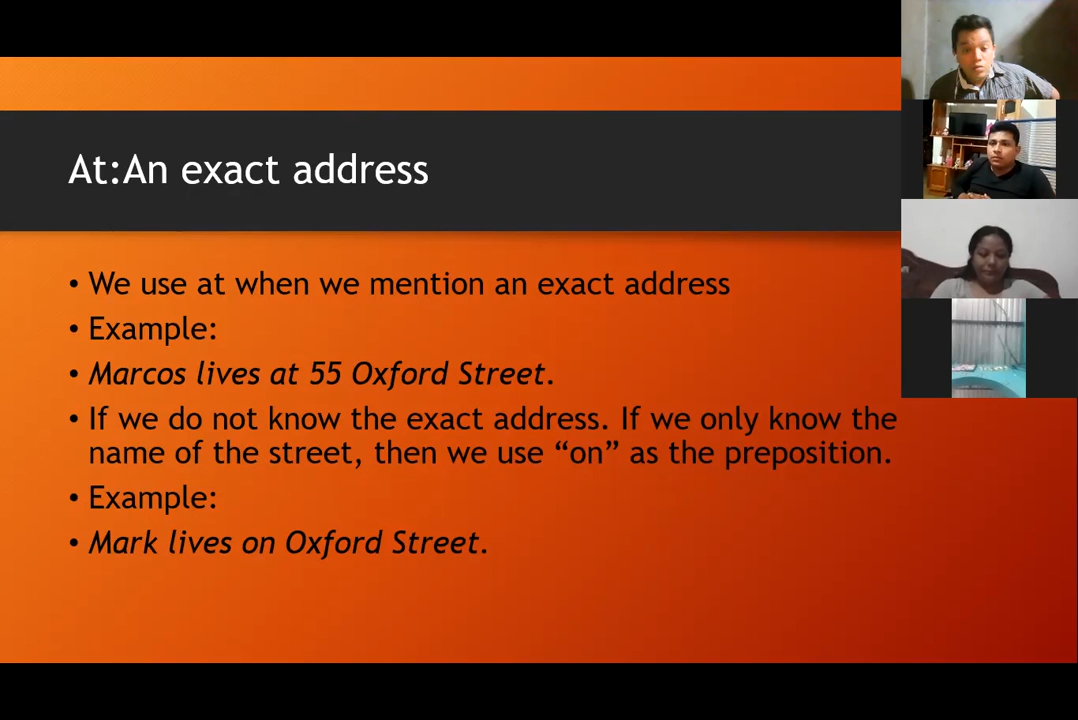 At:An exact address
• We use at when we mention an exact address
• Example:
• Marcos lives at 55 Oxford Street.
• If we do not know the exact address. If we only know the
name of the street, then we use “on” as the preposition.
• Example:
• Mark lives on Oxford Street.